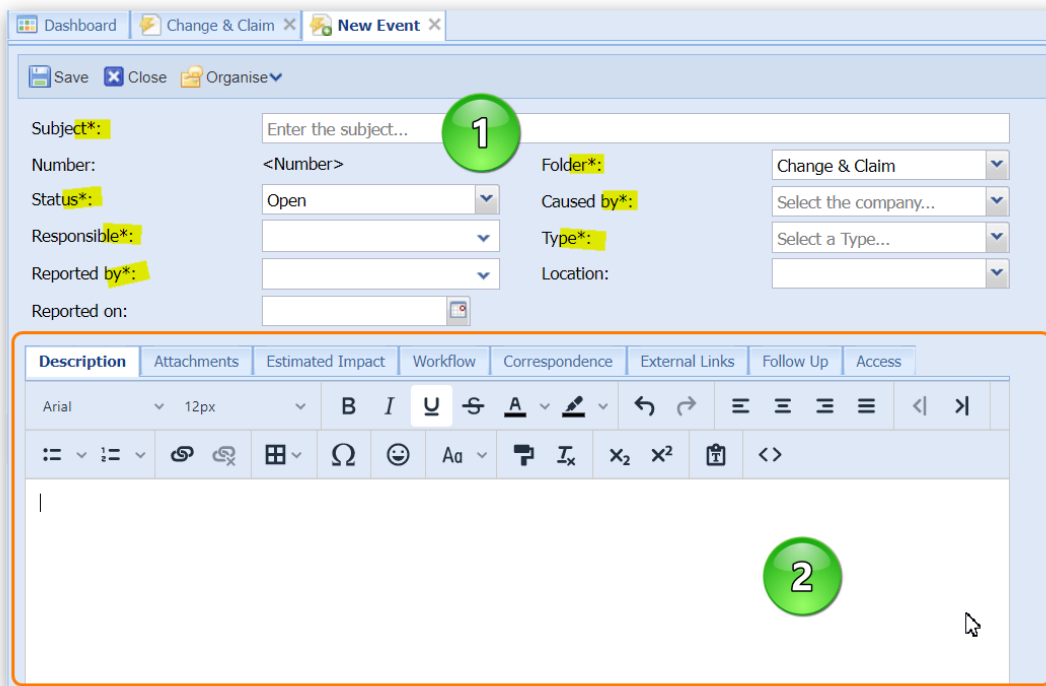 Dashboard Change & Claim New Event
Save Close Organise
Subject*: Enter the subject... 1
Number: <Number> Folder*: Change & Claim
Status*: Open Caused by*: Select the company...
Responsible*: Type*: Select a Type...
Reported by*: Location:
Reported on:
Description Attachments Estimated Impact Workflow Correspondence External Links Follow Up Access
Arial 12px B I U S A
Ω Aa Tx x₂ x² T <>
2